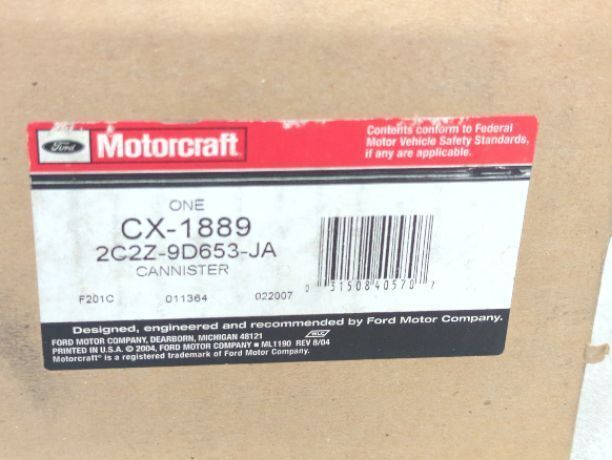 Ford Motorcraft
Contents conform to Federal
Motor Vehicle Safety Standards,
if any are applicable.
ONE
CX-1889
2C2Z-9D653-JA
CANNISTER
F201C 011364 022007
0 31508 40570 7
Designed, engineered and recommended by Ford Motor Company.
FORD MOTOR COMPANY, DEARBORN, MICHIGAN 48121
PRINTED IN U.S.A. © 2004, FORD MOTOR COMPANY ■ ML1190 REV 8/04
Motorcraft® is a registered trademark of Ford Motor Company.